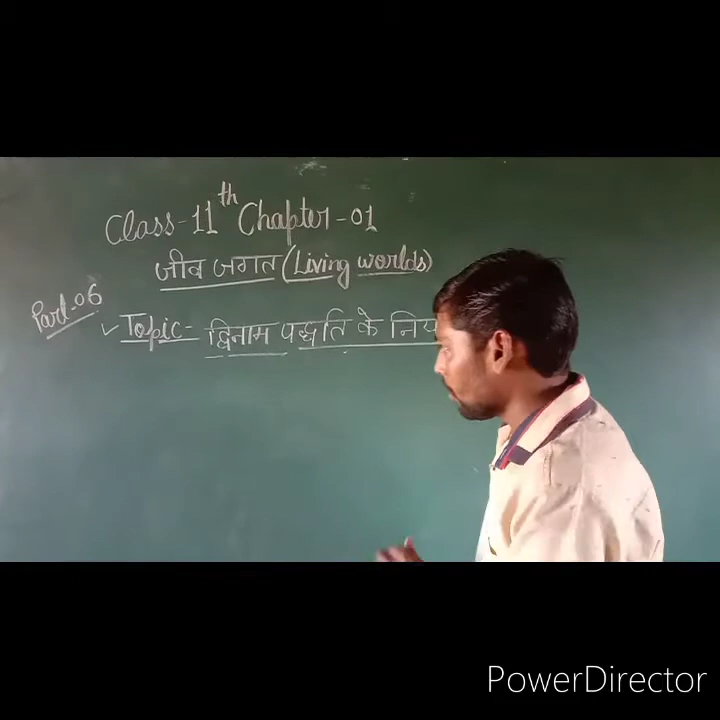 Class-11th Chapter-01
जीव जगत (Living worlds)
Part-06
Topic- द्विनाम पद्धति के
PowerDirector